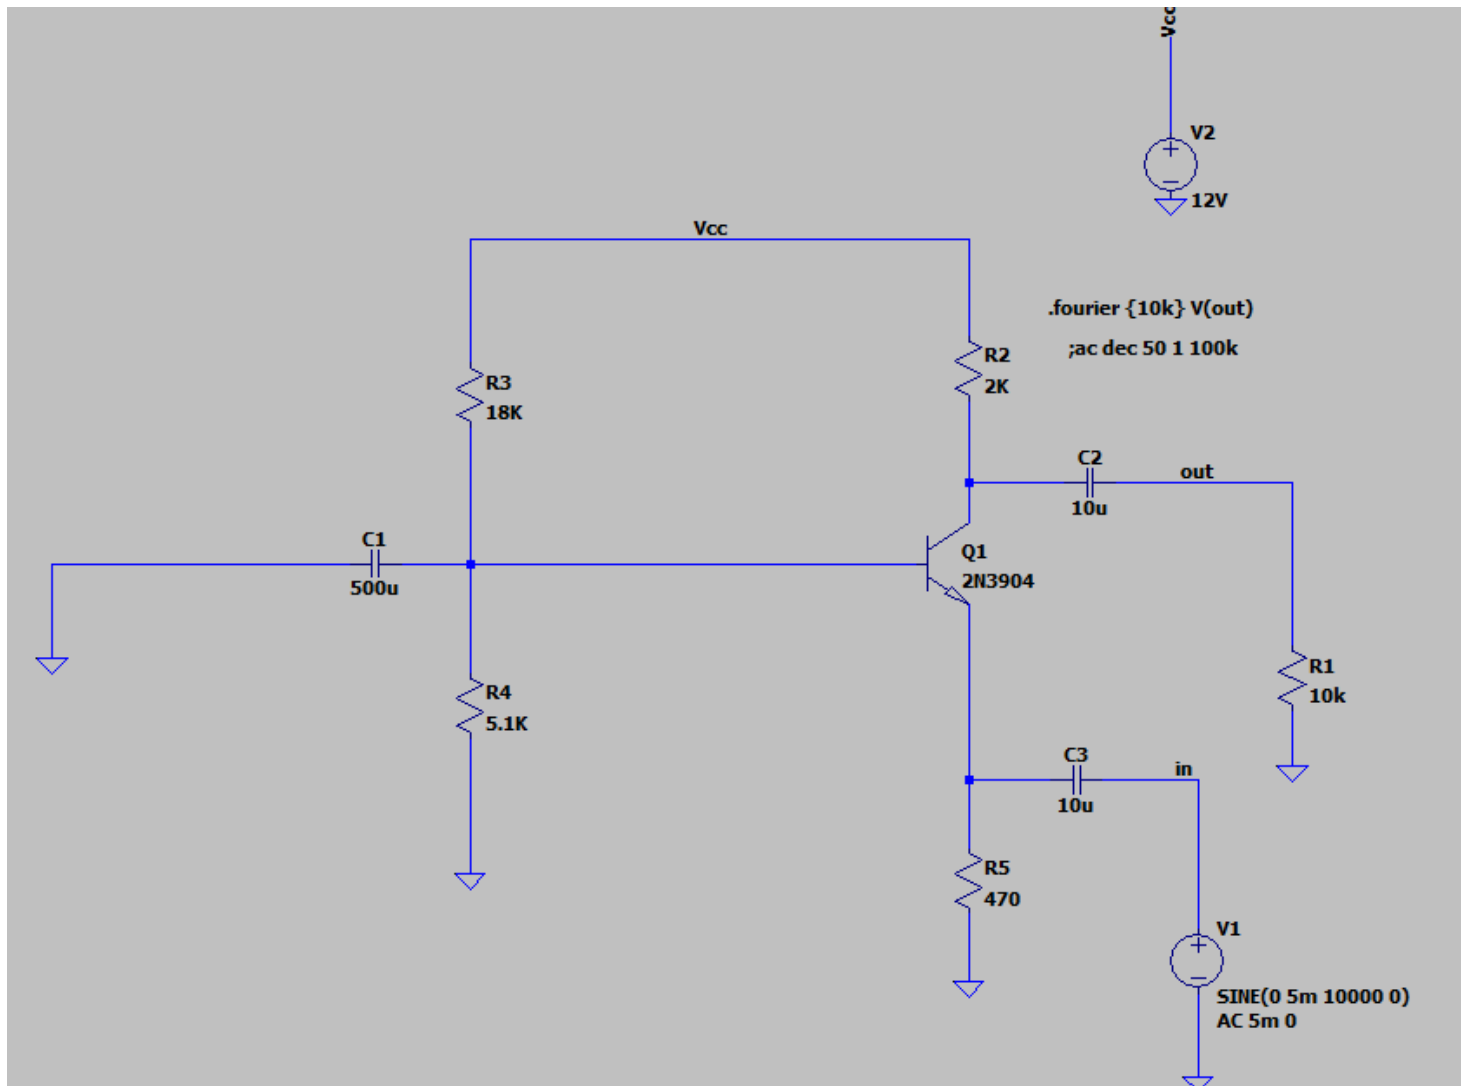 Vcc
V2
12V
Vcc
.fourier {10k} V(out)
;ac dec 50 1 100k
R2
2K
R3
18K
C2
out
10u
C1
500u
Q1
2N3904
R1
10k
R4
5.1K
C3
in
10u
R5
470
V1
SINE(0 5m 10000 0)
AC 5m 0